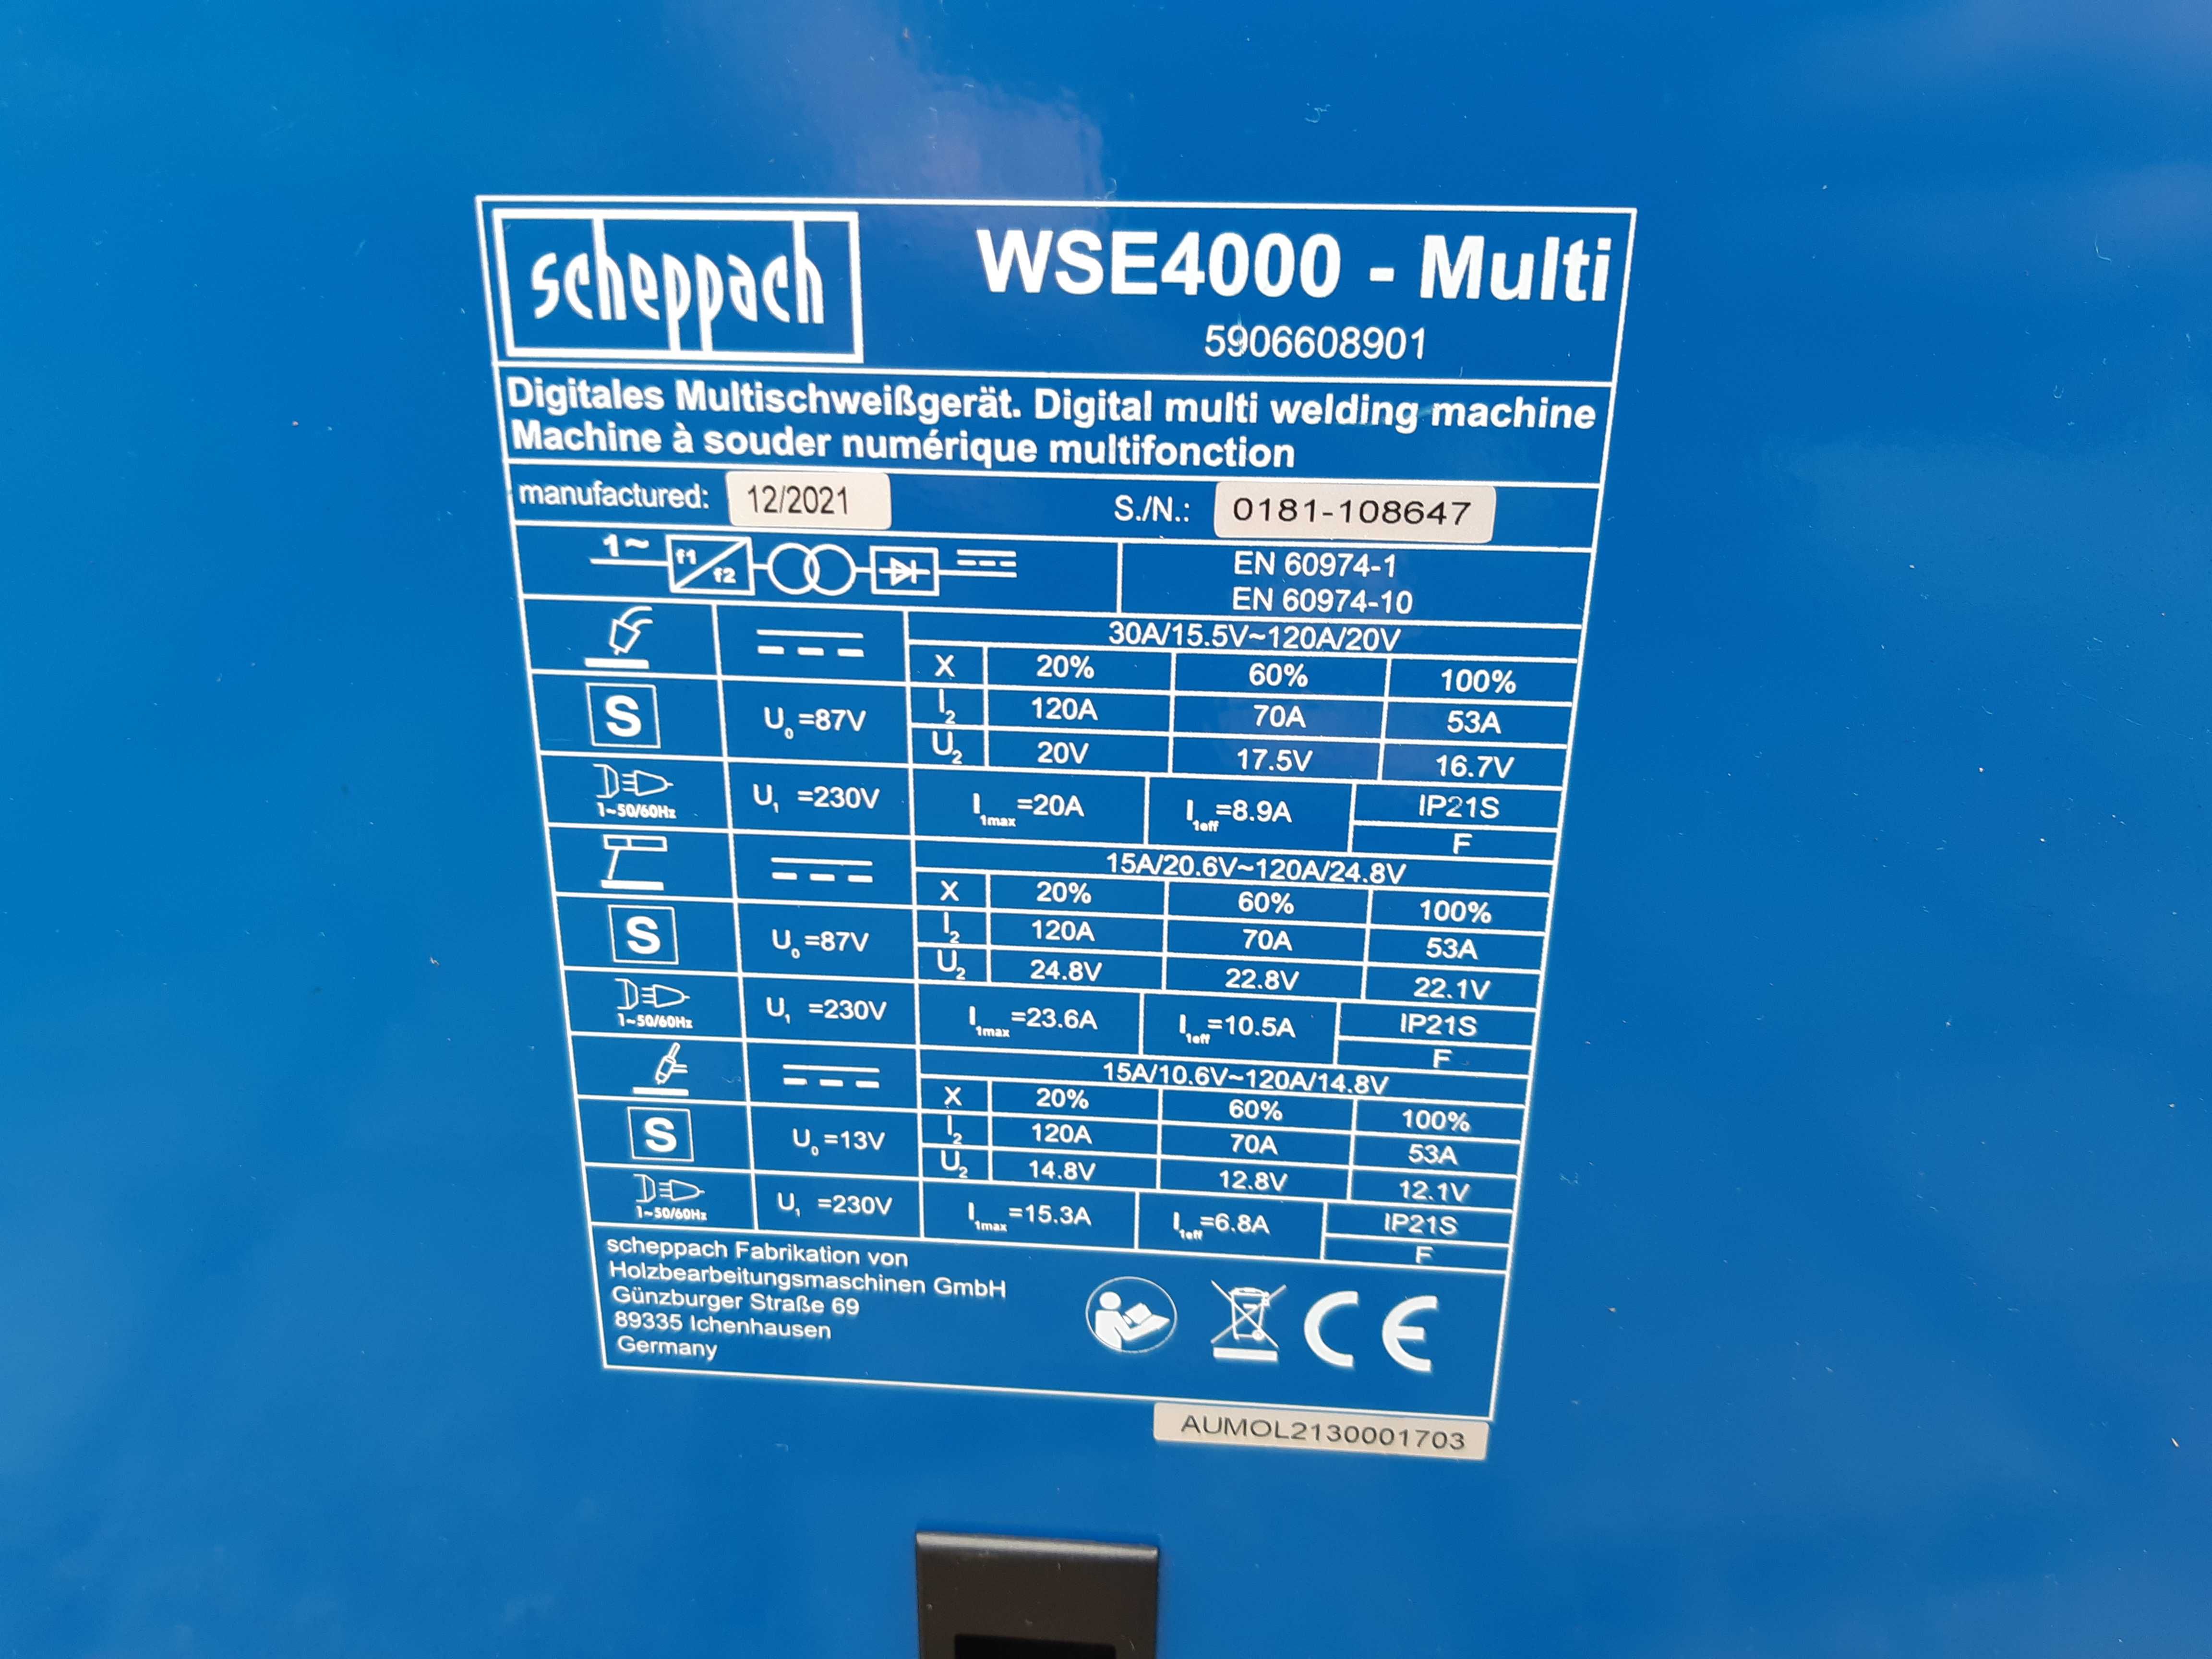 scheppach
WSE4000 - Multi
5906608901
Digitales Multischweißgerät. Digital multi welding machine
Machine à souder numérique multifonction
manufactured: 12/2021 S./N.: 0181-108647
1~ f1 f2
EN 60974-1
EN 60974-10
30A/15.5V~120A/20V
X 20% 60% 100%
S U0=87V I2 120A 70A 53A
U2 20V 17.5V 16.7V
1~50/60Hz U1 =230V I1max=20A I1eff=8.9A IP21S
F
15A/20.6V~120A/24.8V
X 20% 60% 100%
S U0=87V I2 120A 70A 53A
U2 24.8V 22.8V 22.1V
1~50/60Hz U1 =230V I1max=23.6A I1eff=10.5A IP21S
F
15A/10.6V~120A/14.8V
X 20% 60% 100%
S U0=13V I2 120A 70A 53A
U2 14.8V 12.8V 12.1V
1~50/60Hz U1 =230V I1max=15.3A I1eff=6.8A IP21S
F
scheppach Fabrikation von
Holzbearbeitungsmaschinen GmbH
Günzburger Straße 69
89335 Ichenhausen
Germany
CE
AUMOL2130001703